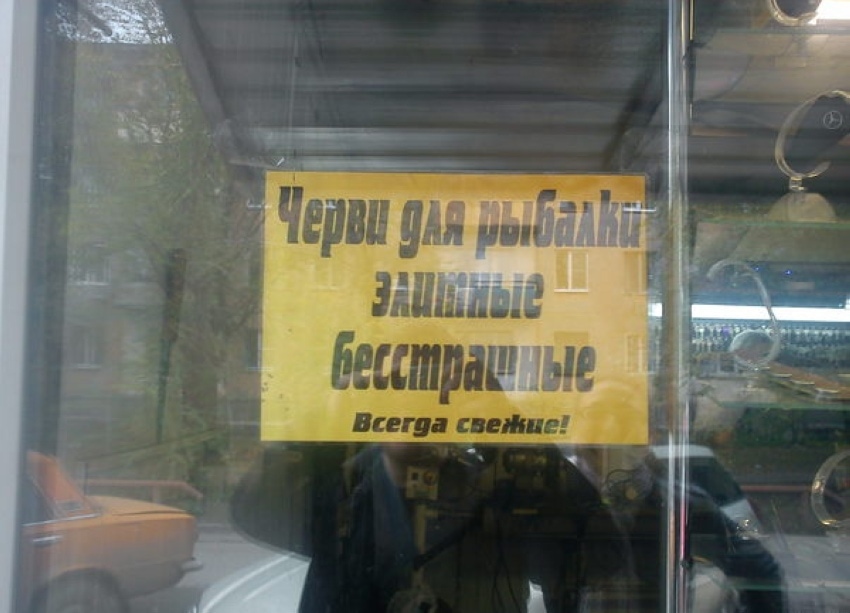 Черви для рыбалки
элитные
бесстрашные
Всегда свежие!